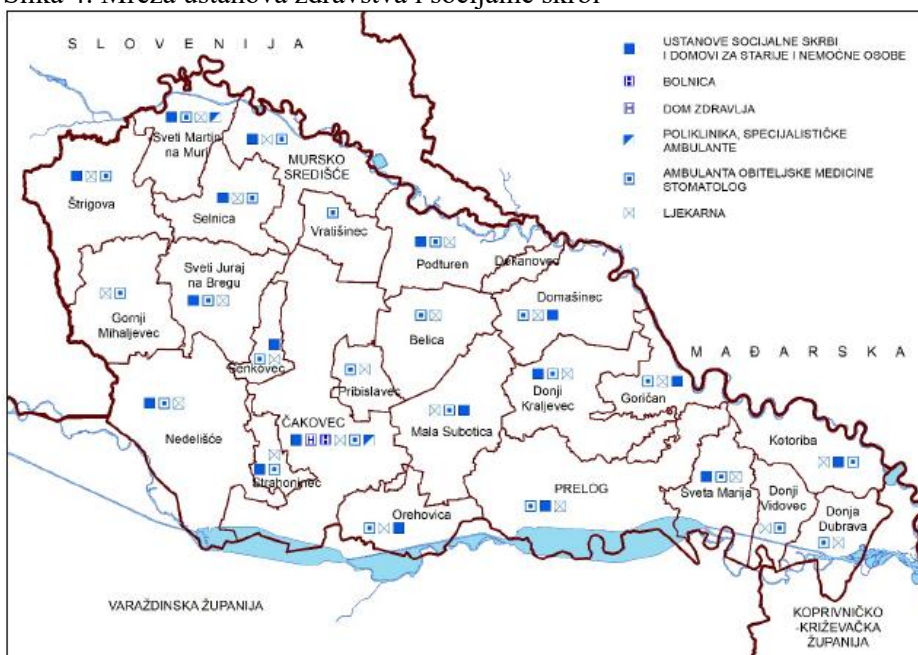 Slika 4. Mreža ustanova zdravstva i socijalne skrbi
S L O V E N I J A
USTANOVE SOCIJALNE SKRBI
I DOMOVI ZA STARIJE I NEMOĆNE OSOBE
BOLNICA
DOM ZDRAVLJA
POLIKLINIKA, SPECIJALISTIČKE
AMBULANTE
AMBULANTA OBITELJSKE MEDICINE
STOMATOLOG
LJEKARNA
Sveti Martin
na Muri
MURSKO
SREDIŠĆE
Štrigova
Selnica
Vratišinec
Podturen
Dekanovec
Sveti Juraj
na Bregu
Domašinec
Gornji
Mihaljevec
Belica
M A Đ A R S K A
Šenkovec
Pribislavec
Donji
Kraljevec
Goričan
Nedelišće
ČAKOVEC
Mala Subotica
Kotoriba
Strahoninec
PRELOG
Sveta Marija
Donji
Vidovec
Donja
Dubrava
Orehovica
VARAŽDINSKA ŽUPANIJA
KOPRIVNIČKO
-KRIŽEVAČKA
ŽUPANIJA